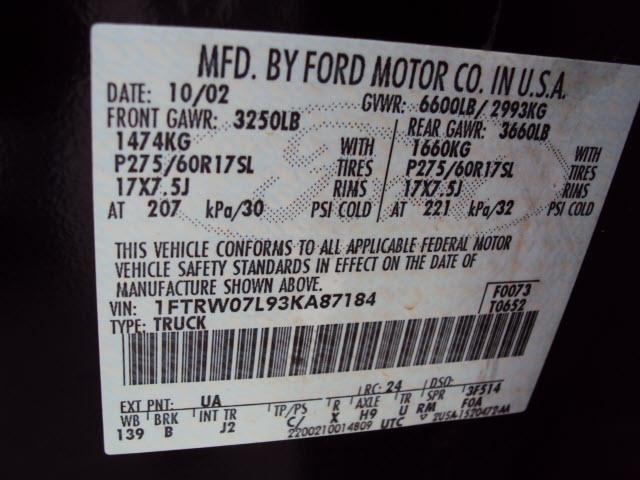 MFD. BY FORD MOTOR CO. IN U.S.A.
DATE: 10/02 GVWR: 6600LB/ 2993KG
FRONT GAWR: 3250LB REAR GAWR: 3660LB
1474KG WITH 1660KG WITH
P275/60R17SL TIRES P275/60R17SL TIRES
17X7.5J RIMS 17X7.5J RIMS
AT 207 kPa/30 PSI COLD AT 221 kPa/32 PSI COLD
THIS VEHICLE CONFORMS TO ALL APPLICABLE FEDERAL MOTOR
VEHICLE SAFETY STANDARDS IN EFFECT ON THE DATE OF
MANUFACTURE SHOWN ABOVE.
VIN: 1FTRW07L93KA87184 F0073
TYPE: TRUCK T0652
EXT PNT: UA RC: 24 DSO: 3F514
WB BRK INT TR TP/PS R AXLE TR SPR F0A
139 B J2 C/ X H9 U RM
2200210014809 UTC